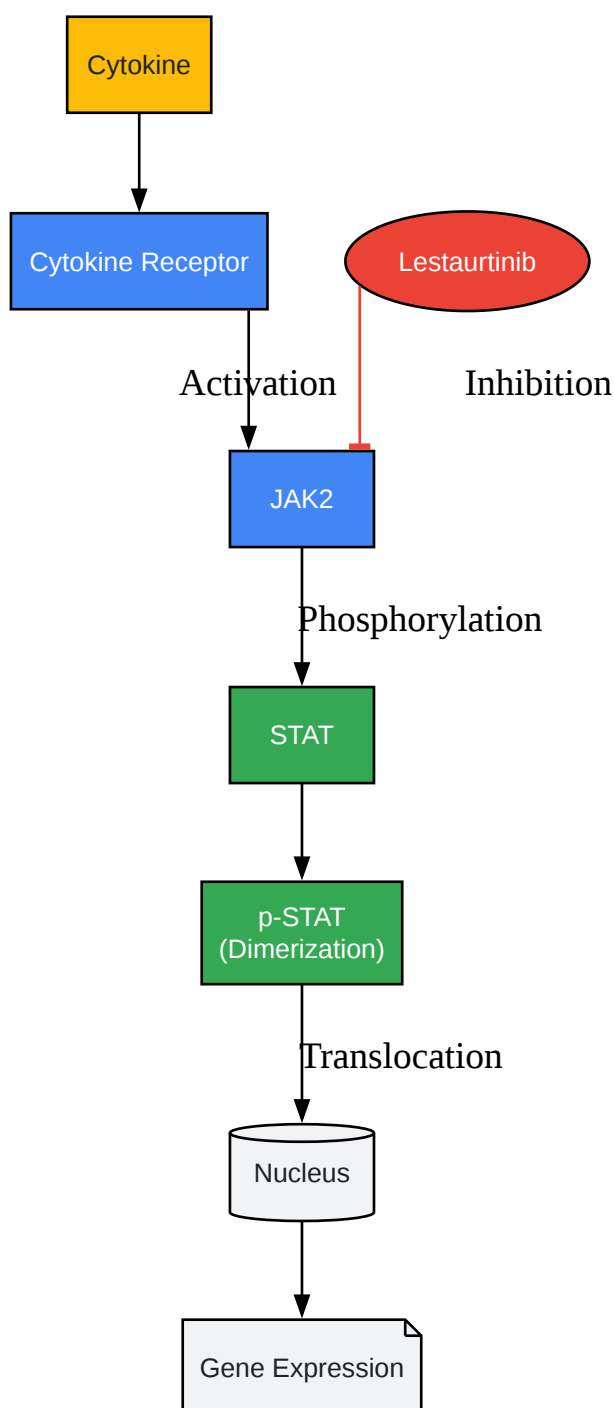 Cytokine
Cytokine Receptor
Lestaurtinib
Activation
Inhibition
JAK2
Phosphorylation
STAT
p-STAT
(Dimerization)
Translocation
Nucleus
Gene Expression